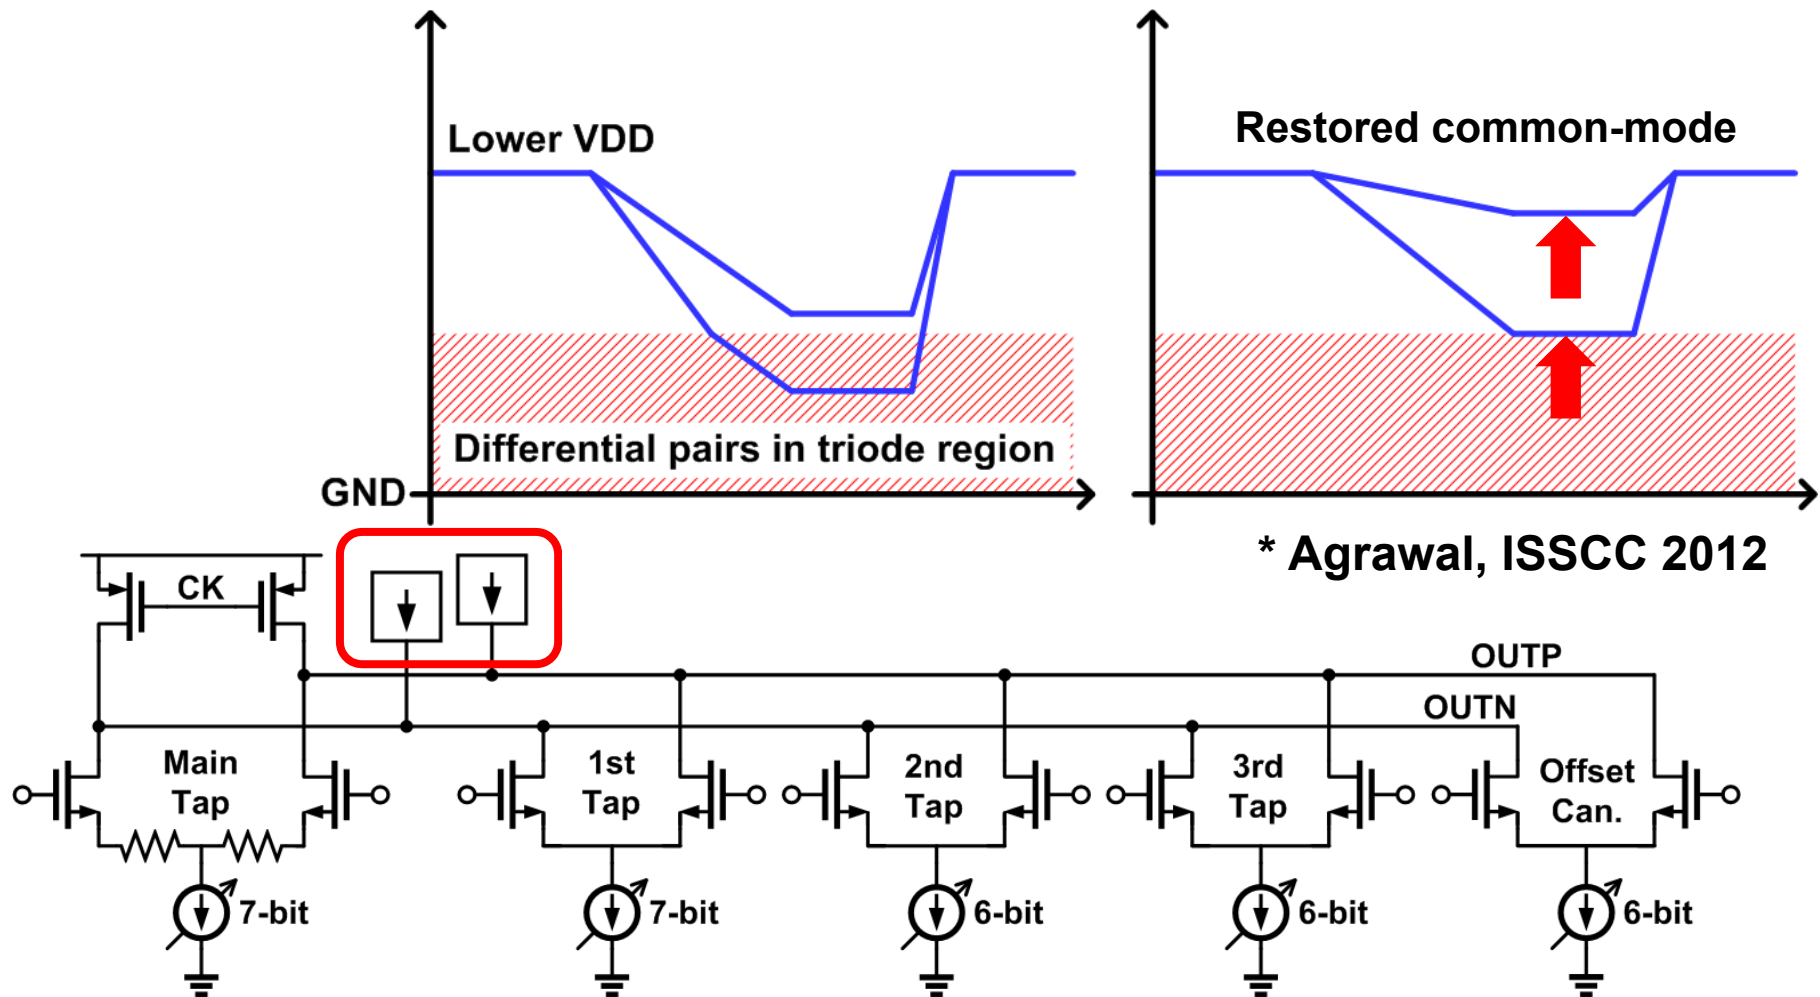 Lower VDD
Restored common-mode
Differential pairs in triode region
GND
* Agrawal, ISSCC 2012
CK
OUTP
OUTN
Main
Tap
1st
Tap
2nd
Tap
3rd
Tap
Offset
Can.
7-bit
7-bit
6-bit
6-bit
6-bit